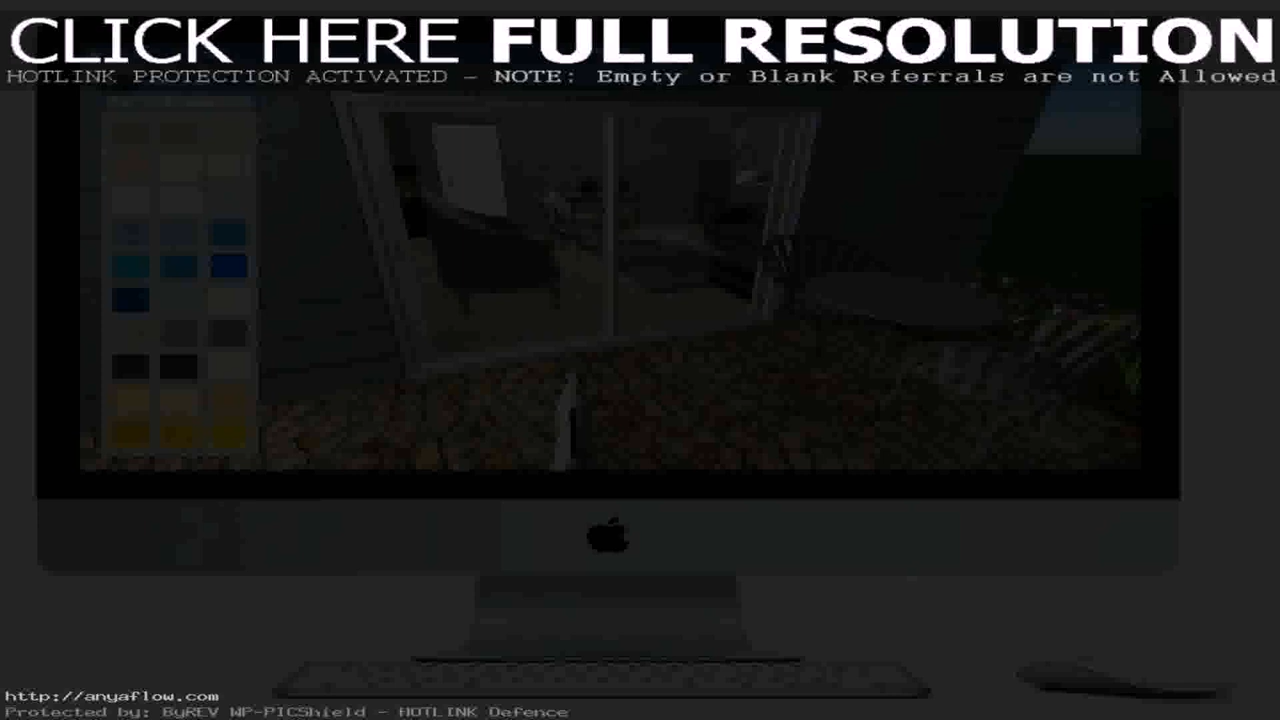 CLICK HERE FULL RESOLUTION
HOTLINK PROTECTION ACTIVATED - NOTE: Empty or Blank Referrals are not Allowed
http://anyaflow.com
Protected by: ByREV WP-PICShield - HOTLINK Defence